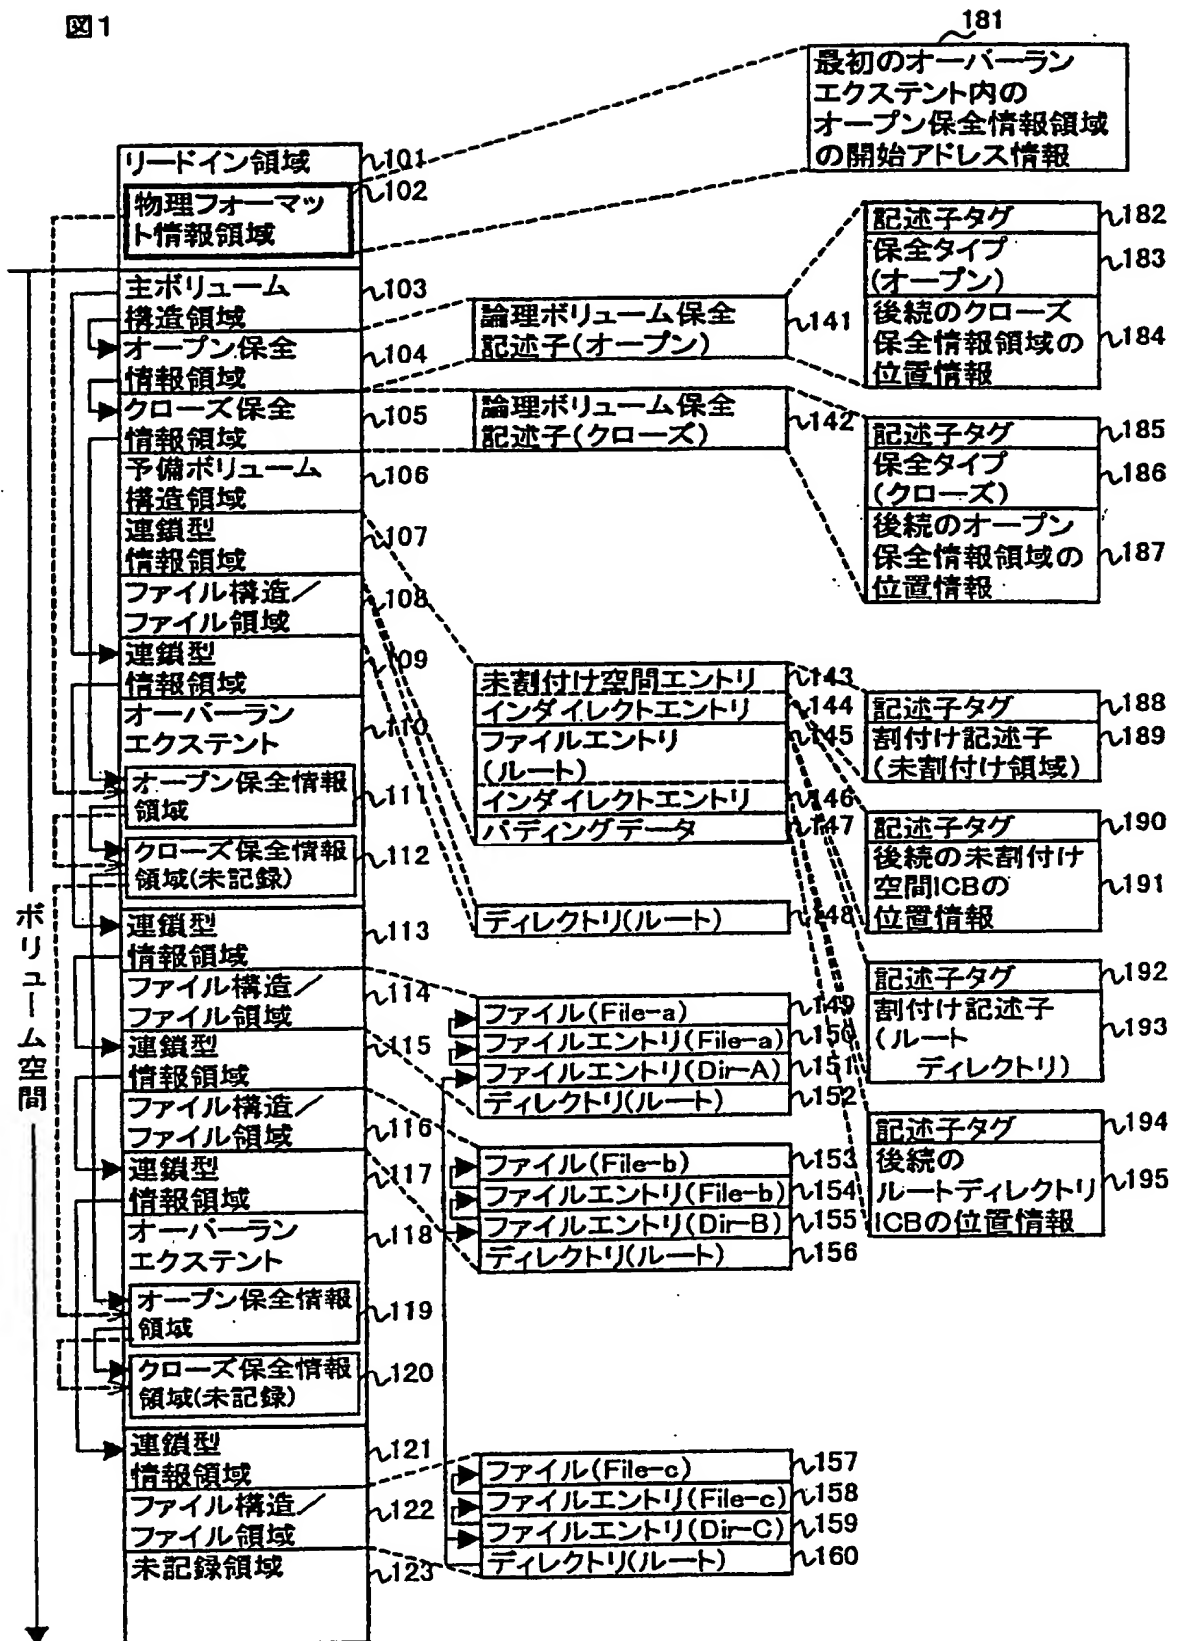 図1
181
最初のオーバーラン
エクステント内の
オープン保全情報領域
の開始アドレス情報
リードイン領域
101
物理フォーマッ
ト情報領域
102
主ボリューム
構造領域
103
オープン保全
情報領域
104
クローズ保全
情報領域
105
予備ボリューム
構造領域
106
連鎖型
情報領域
107
ファイル構造/
ファイル領域
108
連鎖型
情報領域
109
オーバーラン
エクステント
110
オープン保全情報
領域
111
クローズ保全情報
領域(未記録)
112
連鎖型
情報領域
113
ファイル構造/
ファイル領域
114
連鎖型
情報領域
115
ファイル構造/
ファイル領域
116
連鎖型
情報領域
117
オーバーラン
エクステント
118
オープン保全情報
領域
119
クローズ保全情報
領域(未記録)
120
連鎖型
情報領域
121
ファイル構造/
ファイル領域
122
未記録領域
123
ボリューム空間
論理ボリューム保全
記述子(オープン)
141
論理ボリューム保全
記述子(クローズ)
142
未割付け空間エントリ
143
インダイレクトエントリ
144
ファイルエントリ
(ルート)
145
インダイレクトエントリ
146
パディングデータ
147
ディレクトリ(ルート)
148
ファイル(File-a)
149
ファイルエントリ(File-a)
150
ファイルエントリ(Dir-A)
151
ディレクトリ(ルート)
152
ファイル(File-b)
153
ファイルエントリ(File-b)
154
ファイルエントリ(Dir-B)
155
ディレクトリ(ルート)
156
ファイル(File-c)
157
ファイルエントリ(File-c)
158
ファイルエントリ(Dir-C)
159
ディレクトリ(ルート)
160
記述子タグ
182
保全タイプ
(オープン)
183
後続のクローズ
保全情報領域の
位置情報
184
記述子タグ
185
保全タイプ
(クローズ)
186
後続のオープン
保全情報領域の
位置情報
187
記述子タグ
188
割付け記述子
(未割付け領域)
189
記述子タグ
190
後続の未割付け
空間ICBの
位置情報
191
記述子タグ
192
割付け記述子
(ルート
ディレクトリ)
193
記述子タグ
194
後続の
ルートディレクトリ
ICBの位置情報
195